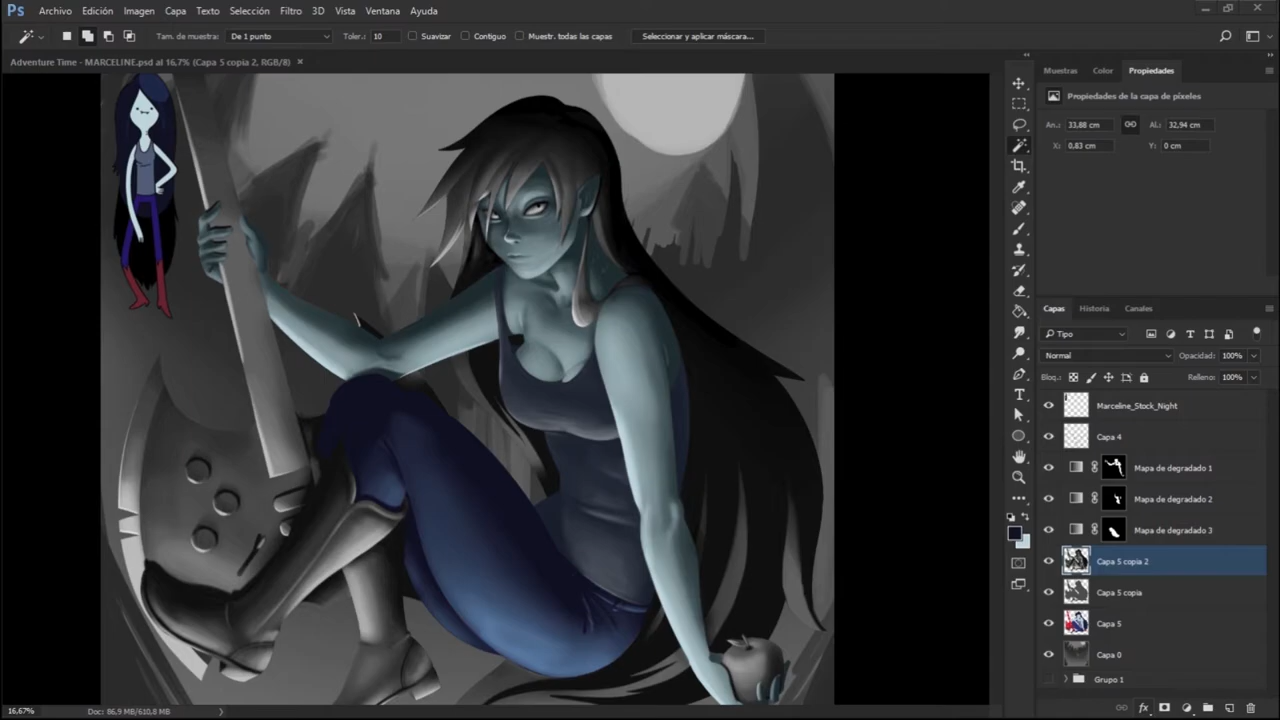 Ps Archivo Edición Imagen Capa Texto Selección Filtro 3D Vista Ventana Ayuda
Tam. de muestra: De 1 punto Toler.: 10 Suavizar Contiguo Muestr. todas las capas Seleccionar y aplicar máscara...
Adventure Time - MARCELINE.psd al 16,7% (Capa 5 copia 2, RGB/8) ×
Muestras Color Propiedades
Propiedades de la capa de píxeles
An.: 33,88 cm AL: 32,94 cm
X: 0,83 cm Y: 0 cm
Capas Historia Canales
Tipo
Normal Opacidad: 100%
Bloq.: Relleno: 100%
Marceline_Stock_Night
Capa 4
Mapa de degradado 1
Mapa de degradado 2
Mapa de degradado 3
Capa 5 copia 2
Capa 5 copia
Capa 5
Capa 0
Grupo 1
16,67% Doc: 86,9 MB/610,8 MB